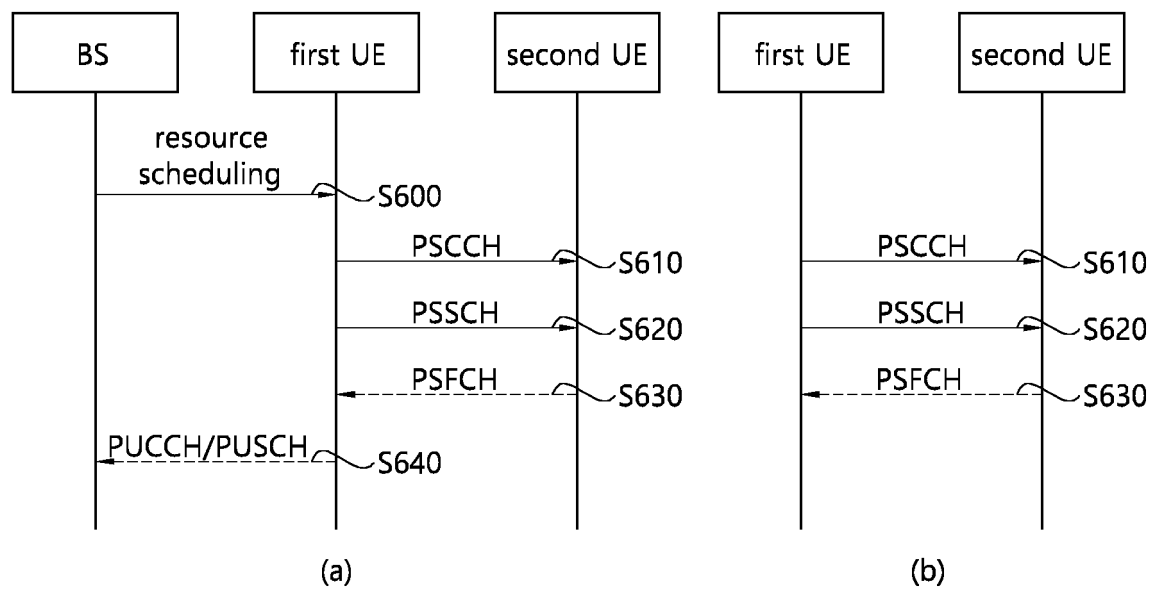 BS
first UE
second UE
first UE
second UE
resource
scheduling
S600
PSCCH
S610
PSCCH
S610
PSSCH
S620
PSSCH
S620
PSFCH
S630
PSFCH
S630
PUCCH/PUSCH
S640
(a)
(b)